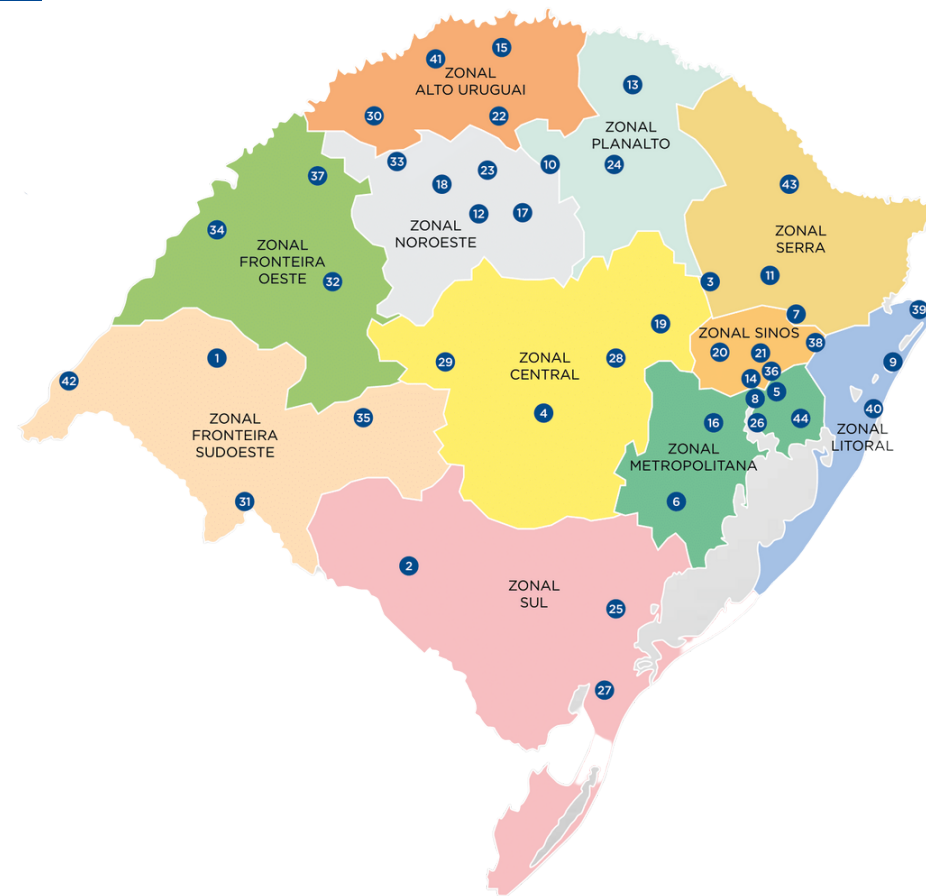 15
41
ZONAL
ALTO URUGUAI
13
30
22
ZONAL
PLANALTO
33
10
24
23
37
18
43
12
17
34
ZONAL
NOROESTE
ZONAL
SERRA
ZONAL
FRONTEIRA
OESTE
32
11
3
39
7
19
ZONAL SINOS
38
20
21
1
29
ZONAL
CENTRAL
28
9
36
42
14
5
8
4
40
35
16
26
44
ZONAL
FRONTEIRA
SUDOESTE
ZONAL
LITORAL
ZONAL
METROPOLITANA
31
6
2
ZONAL
SUL
25
27